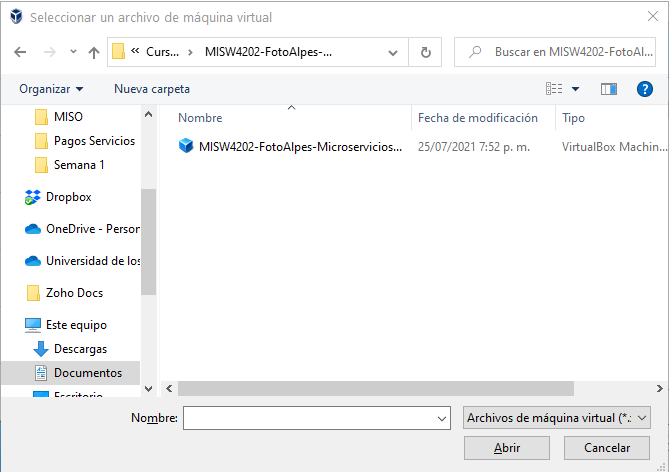 Seleccionar un archivo de máquina virtual
« Curs... > MISW4202-FotoAlpes-...
Buscar en MISW4202-FotoAl...
Organizar
Nueva carpeta
MISO
Pagos Servicios
Semana 1
Dropbox
OneDrive - Person
Universidad de los
Zoho Docs
Este equipo
Descargas
Documentos
Escritorio
Nombre
Fecha de modificación
Tipo
MISW4202-FotoAlpes-Microservicios...
25/07/2021 7:52 p. m.
VirtualBox Machin...
Nombre:
Archivos de máquina virtual (*.
Abrir
Cancelar